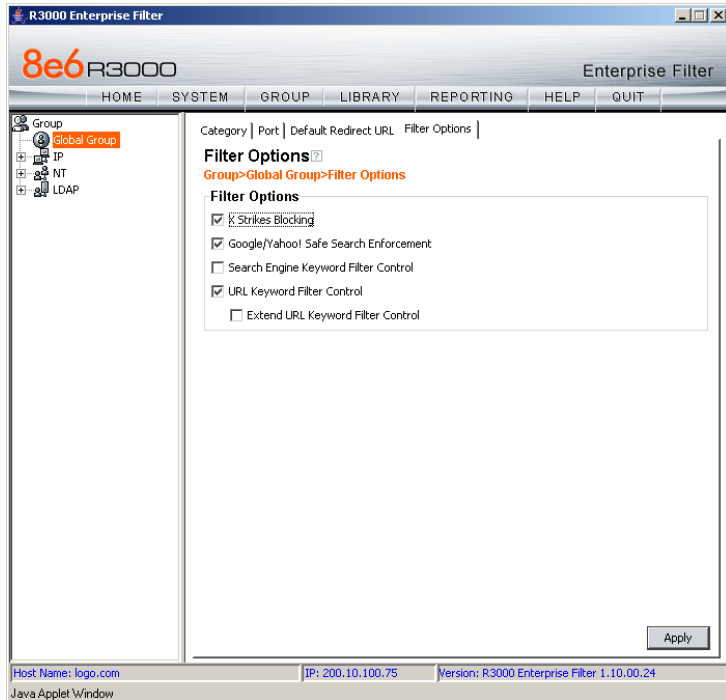 R3000 Enterprise Filter
8e6 R3000
Enterprise Filter
HOME SYSTEM GROUP LIBRARY REPORTING HELP QUIT
Group
Global Group
IP
NT
LDAP
Category Port Default Redirect URL Filter Options
Filter Options ?
Group>Global Group>Filter Options
Filter Options
X Strikes Blocking
Google/Yahoo! Safe Search Enforcement
Search Engine Keyword Filter Control
URL Keyword Filter Control
Extend URL Keyword Filter Control
Apply
Host Name: logo.com IP: 200.10.100.75 Version: R3000 Enterprise Filter 1.10.00.24
Java Applet Window